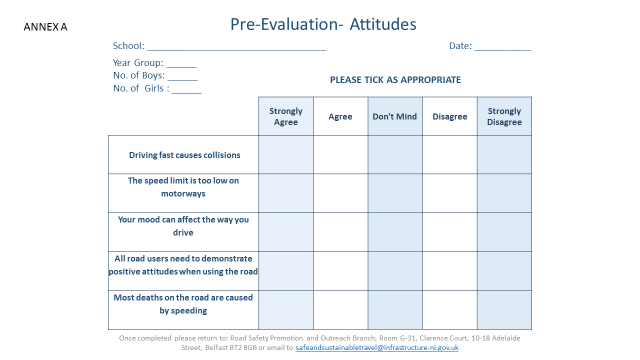 ANNEX A
Pre-Evaluation- Attitudes
School: ___________________________________
Date: ___________
Year Group: ______
No. of Boys: ______
No. of Girls : ______
PLEASE TICK AS APPROPRIATE
Strongly
Agree
Agree
Don't Mind
Disagree
Strongly
Disagree
Driving fast causes collisions
The speed limit is too low on
motorways
Your mood can affect the way you
drive
All road users need to demonstrate
positive attitudes when using the road
Most deaths on the road are caused
by speeding
Once completed please return to: Road Safety Promotion and Outreach Branch, Room G-31, Clarence Court, 10-18 Adelaide
Street, Belfast BT2 8GB or email to safeandsustainabletravel@infrastructure-ni.gov.uk